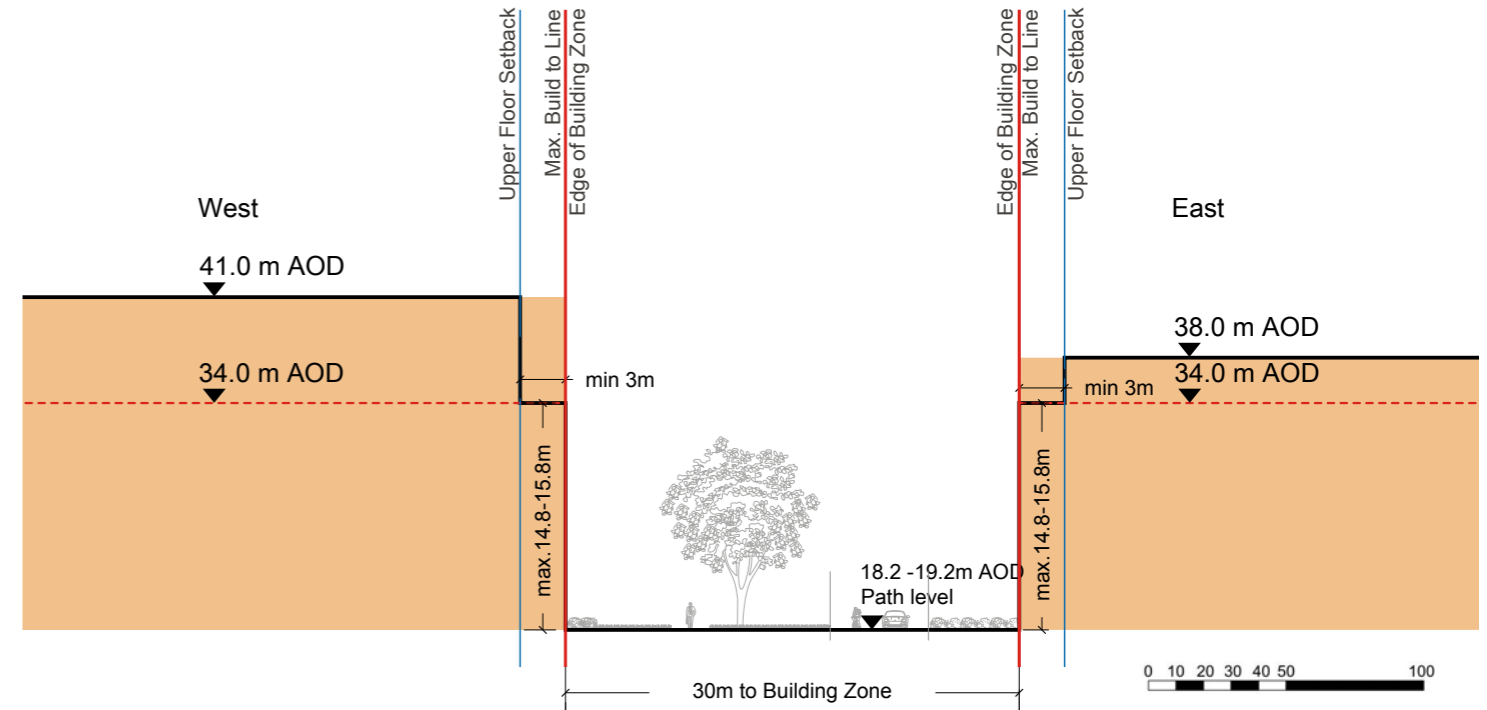 Upper Floor Setback
Max. Build to Line
Edge of Building Zone
Edge of Building Zone
Max. Build to Line
Upper Floor Setback
West
East
41.0 m AOD
38.0 m AOD
34.0 m AOD
34.0 m AOD
min 3m
min 3m
max.14.8-15.8m
max.14.8-15.8m
18.2 -19.2m AOD
Path level
30m to Building Zone
0 10 20 30 40 50 100